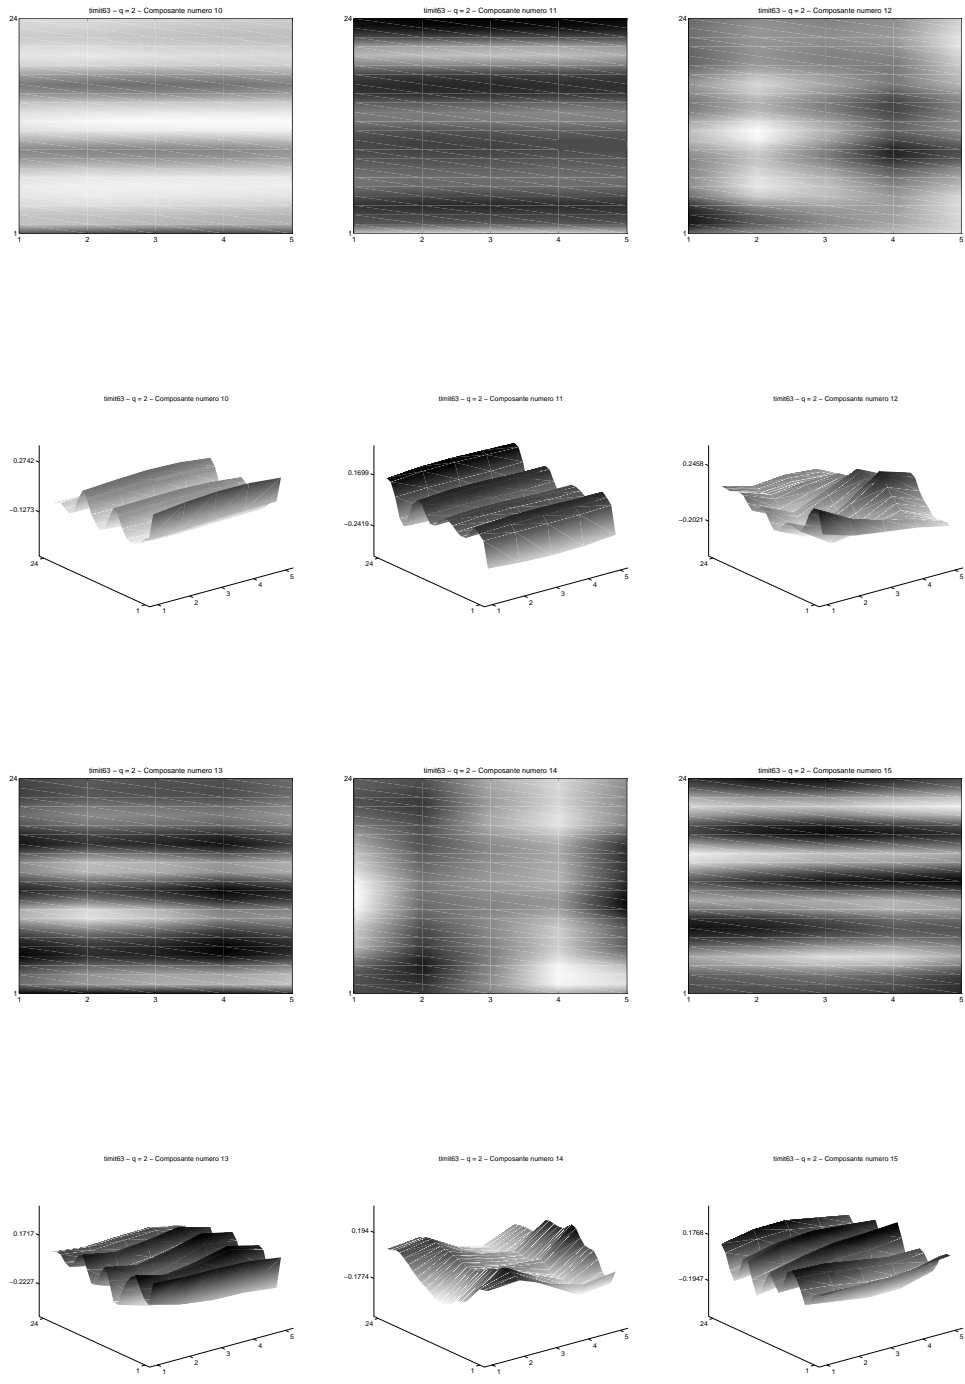 timit63 − q = 2 − Composante numero 10
24
1
1 2 3 4 5
timit63 − q = 2 − Composante numero 11
24
1
1 2 3 4 5
timit63 − q = 2 − Composante numero 12
24
1
1 2 3 4 5
timit63 − q = 2 − Composante numero 10
0.2742
−0.1273
24
1
1 2 3 4 5
timit63 − q = 2 − Composante numero 11
0.1699
−0.2419
24
1
1 2 3 4 5
timit63 − q = 2 − Composante numero 12
0.2458
−0.2021
24
1
1 2 3 4 5
timit63 − q = 2 − Composante numero 13
24
1
1 2 3 4 5
timit63 − q = 2 − Composante numero 14
24
1
1 2 3 4 5
timit63 − q = 2 − Composante numero 15
24
1
1 2 3 4 5
timit63 − q = 2 − Composante numero 13
0.1717
−0.2227
24
1
1 2 3 4 5
timit63 − q = 2 − Composante numero 14
0.194
−0.1774
24
1
1 2 3 4 5
timit63 − q = 2 − Composante numero 15
0.1768
−0.1947
24
1
1 2 3 4 5